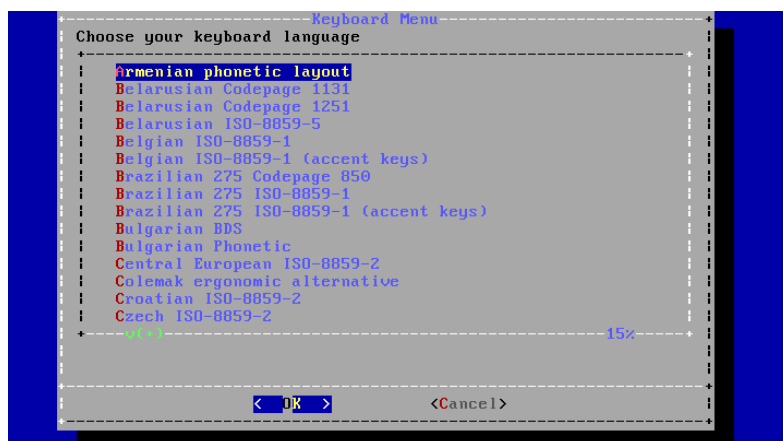 Keyboard Menu
Choose your keyboard language
Armenian phonetic layout
Belarusian Codepage 1131
Belarusian Codepage 1251
Belarusian ISO-8859-5
Belgian ISO-8859-1
Belgian ISO-8859-1 (accent keys)
Brazilian 275 Codepage 850
Brazilian 275 ISO-8859-1
Brazilian 275 ISO-8859-1 (accent keys)
Bulgarian BDS
Bulgarian Phonetic
Central European ISO-8859-2
Colemak ergonomic alternative
Croatian ISO-8859-2
Czech ISO-8859-2
v(+) 15%
< OK > <Cancel>